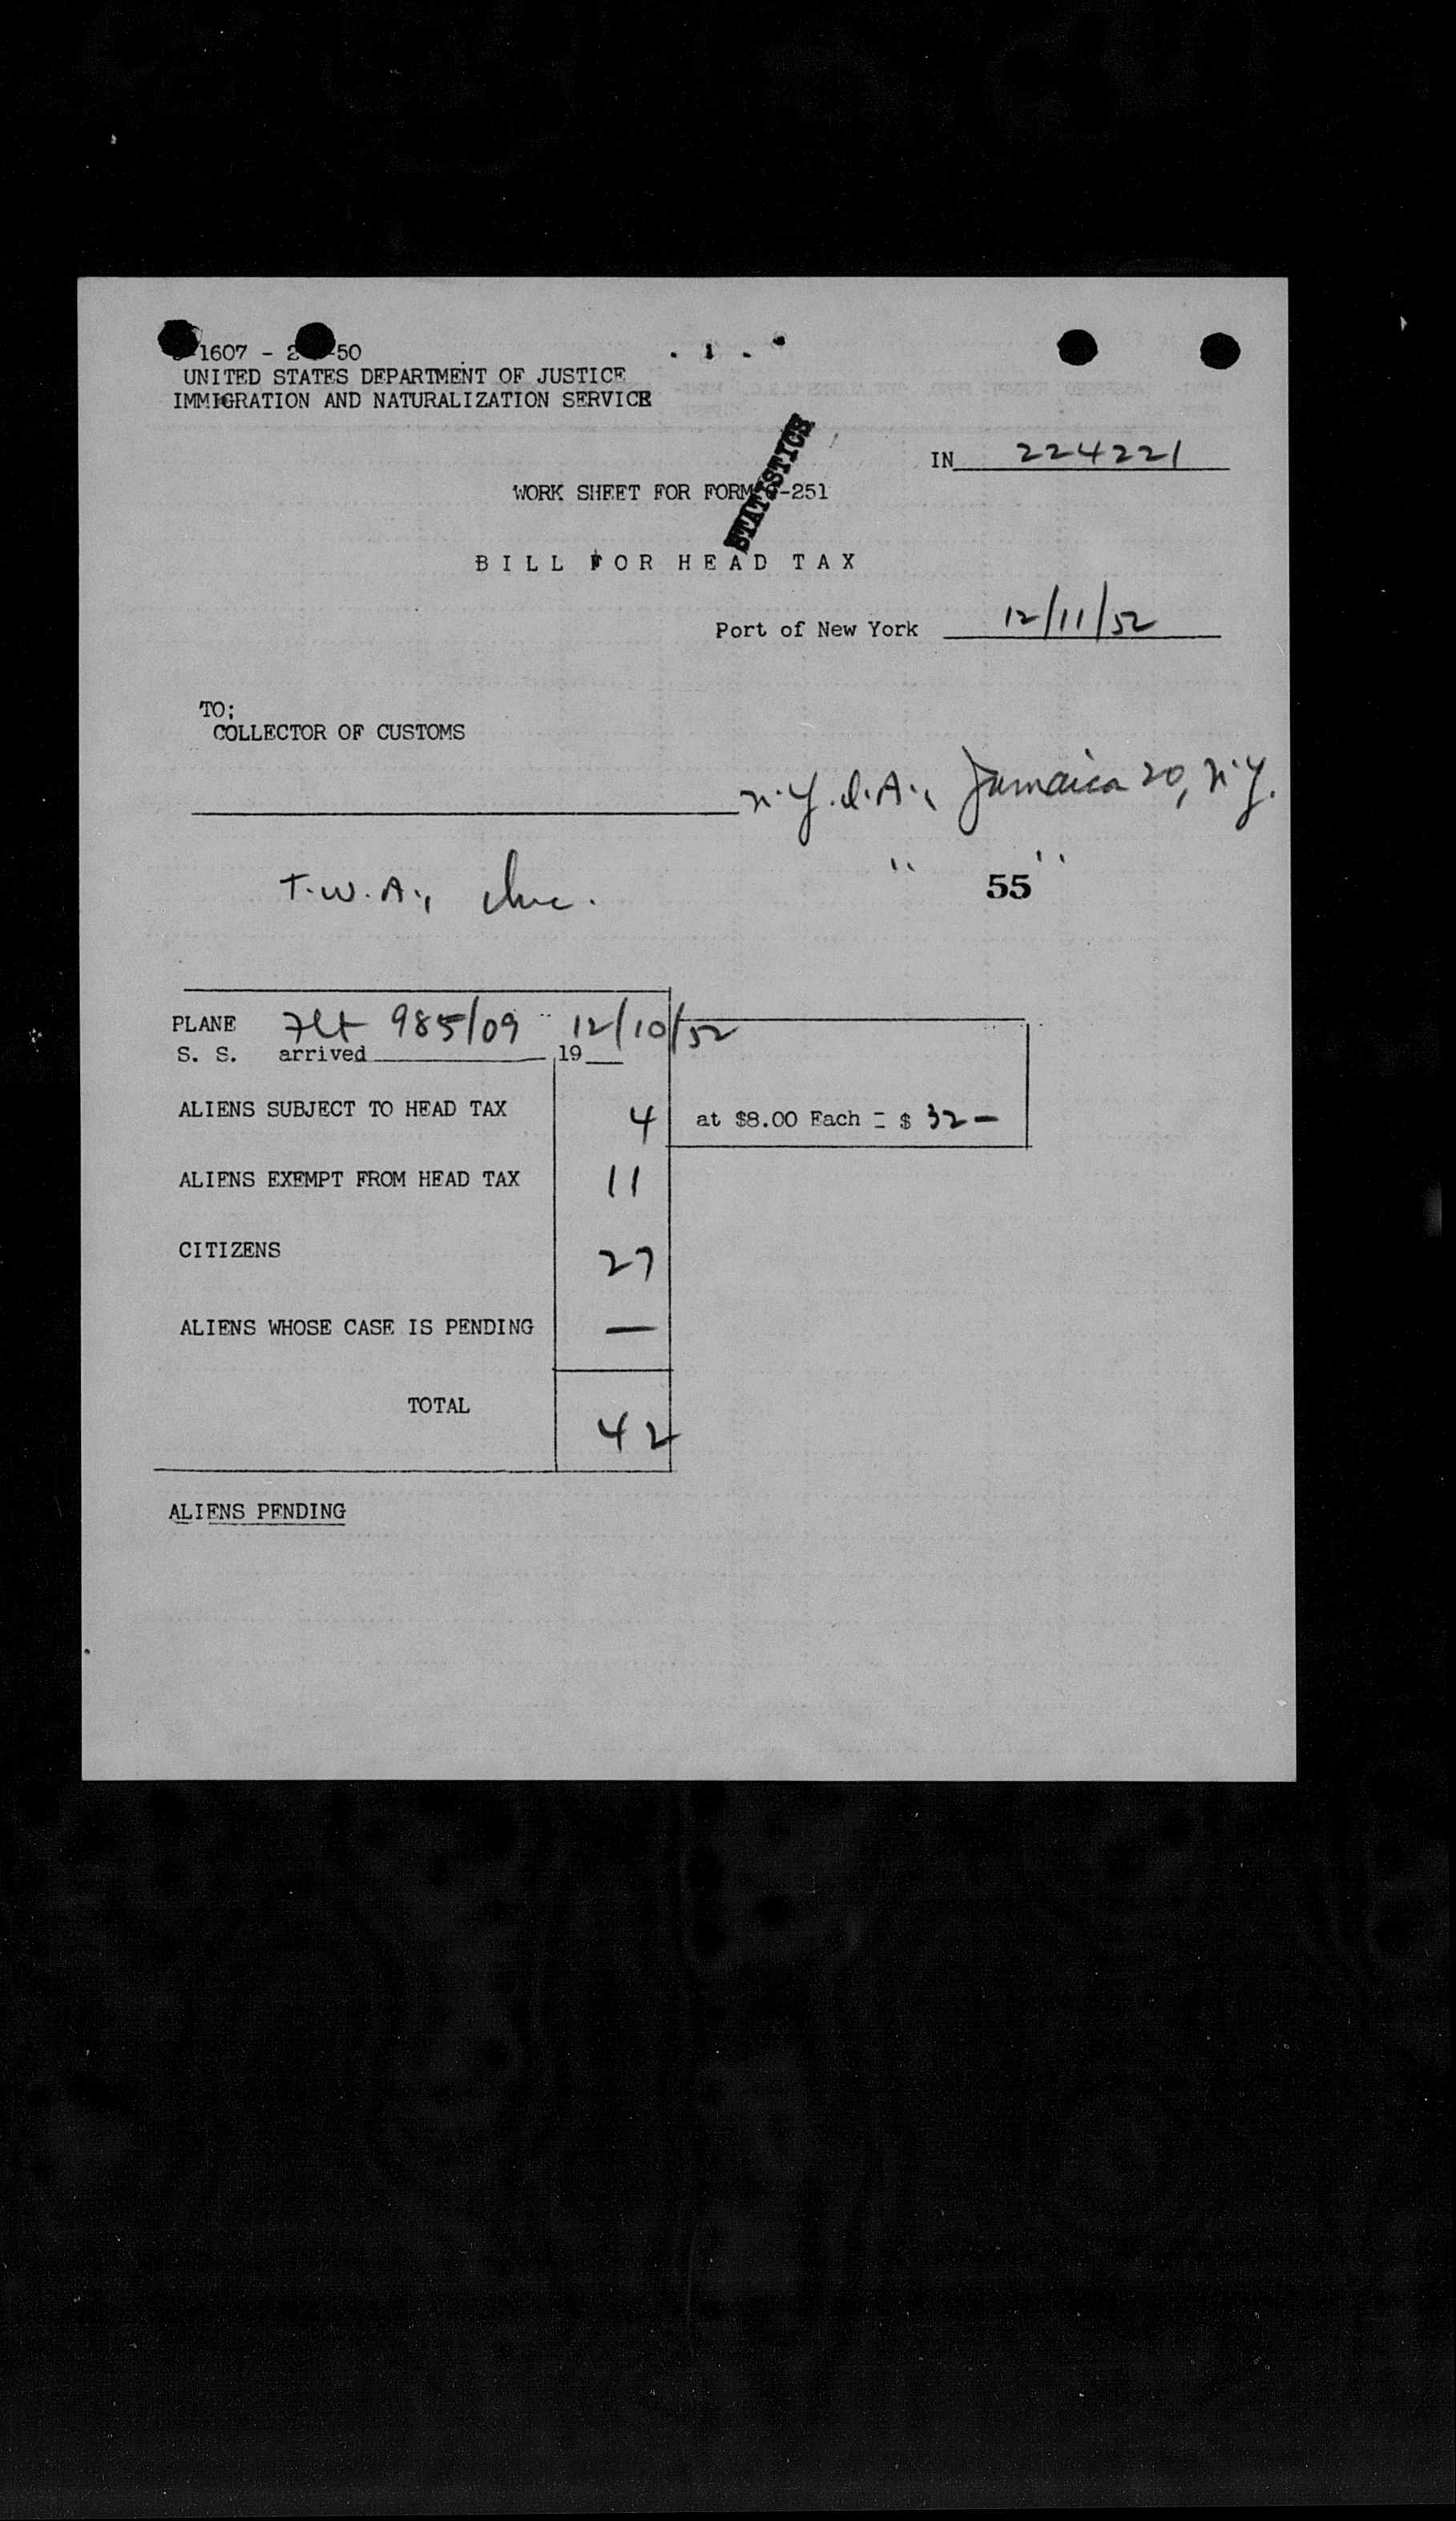 1607 - 2 50
UNITED STATES DEPARTMENT OF JUSTICE
IMMIGRATION AND NATURALIZATION SERVICE
STATISTICS
IN 224221
WORK SHEET FOR FORM -251
BILL FOR HEAD TAX
Port of New York 12/11/52
TO;
COLLECTOR OF CUSTOMS
N.Y.I.A., Jamaica 20, N.Y.
T.W.A., Inc. " 55 "
PLANE Flt 985/09 12/10/52
S. S. arrived 19
ALIENS SUBJECT TO HEAD TAX 4 at $8.00 Each = $ 32 —
ALIENS EXEMPT FROM HEAD TAX 11
CITIZENS 27
ALIENS WHOSE CASE IS PENDING —
TOTAL 42
ALIENS PENDING